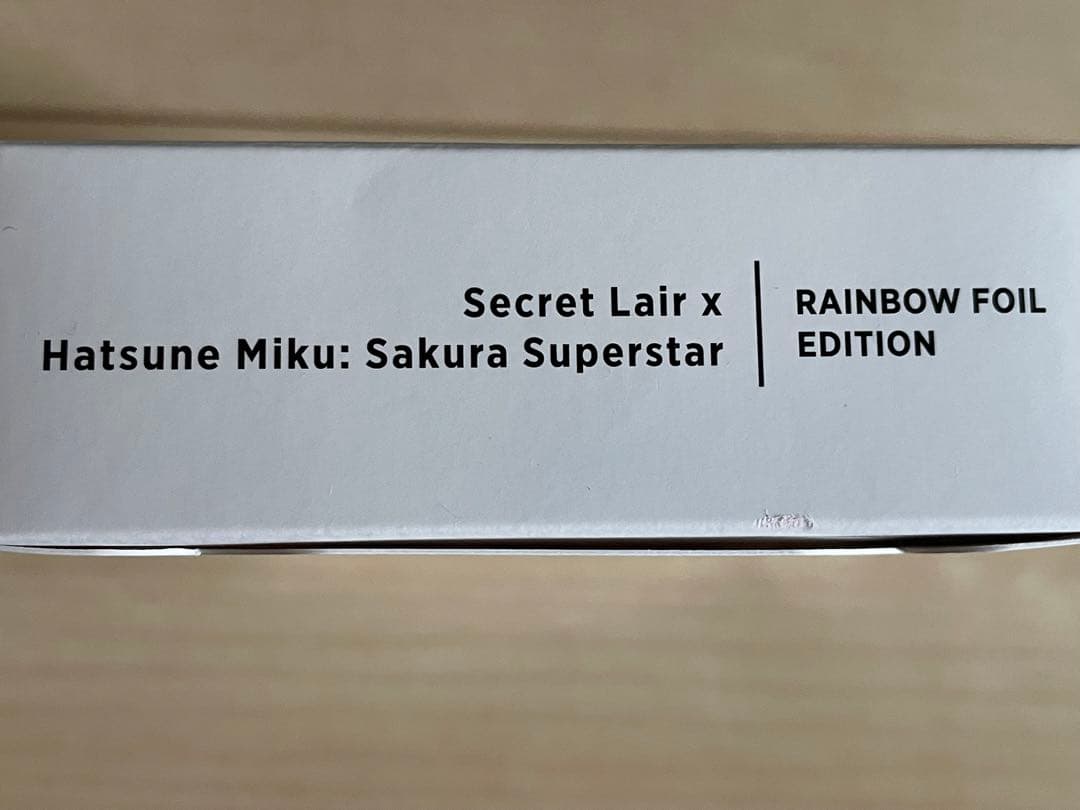 Secret Lair x
Hatsune Miku: Sakura Superstar
RAINBOW FOIL
EDITION